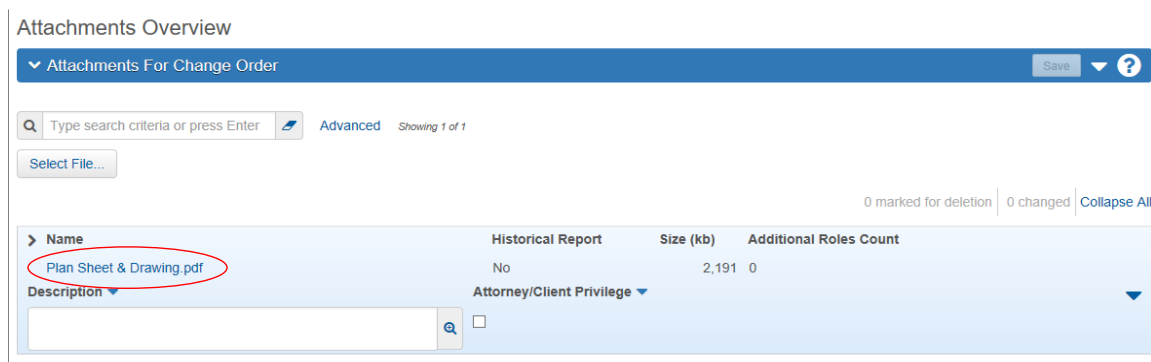 Attachments Overview
Attachments For Change Order
Save
?
Type search criteria or press Enter
Advanced
Showing 1 of 1
Select File...
0 marked for deletion
0 changed
Collapse All
Name
Historical Report
Size (kb)
Additional Roles Count
Plan Sheet & Drawing.pdf
No
2,191
0
Description
Attorney/Client Privilege